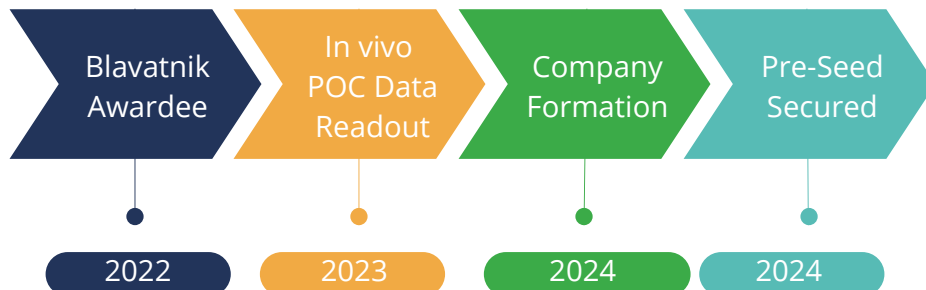 Blavatnik
Awardee
In vivo
POC Data
Readout
Company
Formation
Pre-Seed
Secured
2022
2023
2024
2024